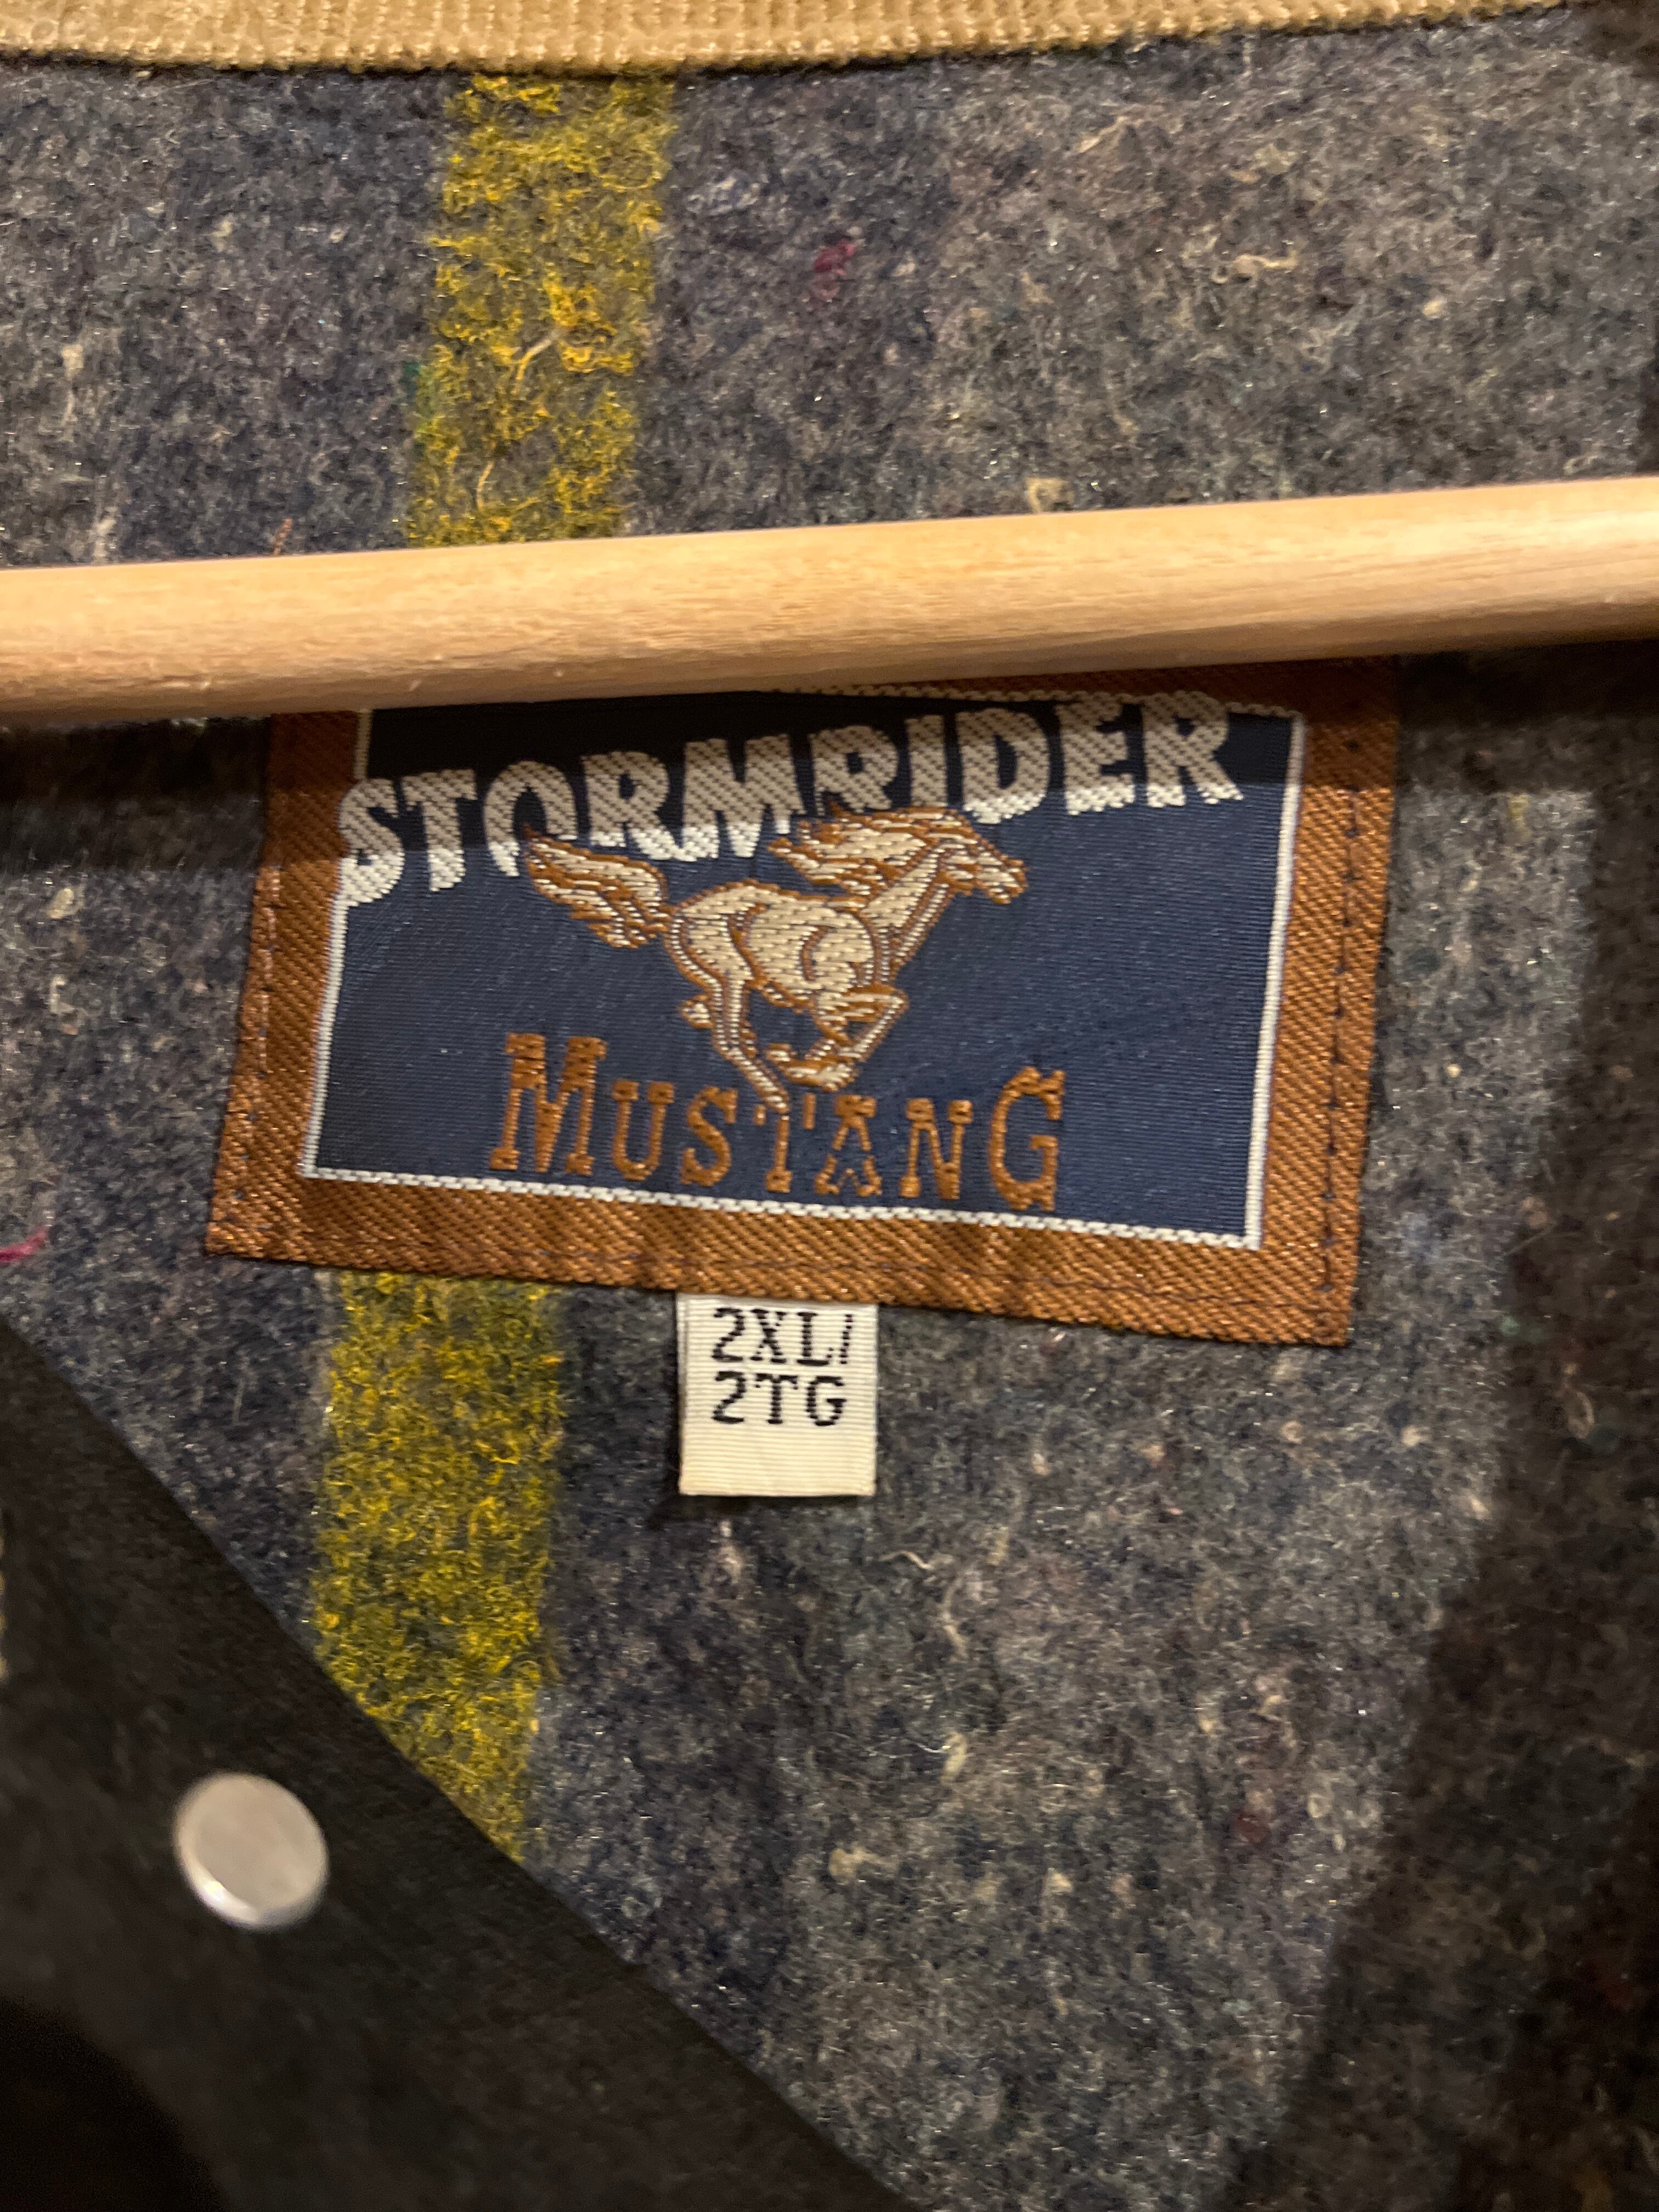 STORMRIDER
MUSTANG
2XL/
2TG